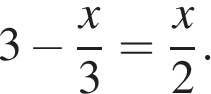 3 − x/3 = x/2.